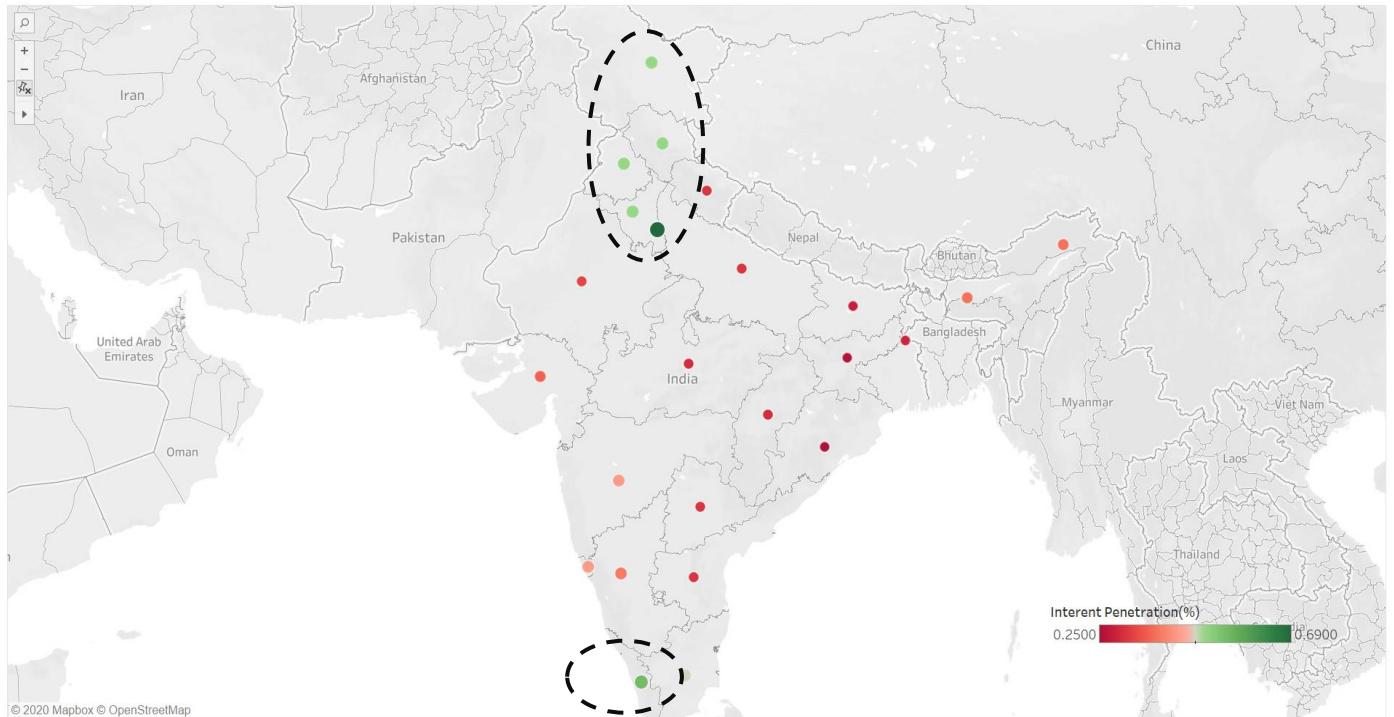 China
Afghanistan
Iran
Pakistan
Nepal
Bhutan
Bangladesh
United Arab
Emirates
India
Myanmar
Viet Nam
Oman
Laos
Thailand
Interent Penetration(%)
0.2500
0.6900
© 2020 Mapbox © OpenStreetMap